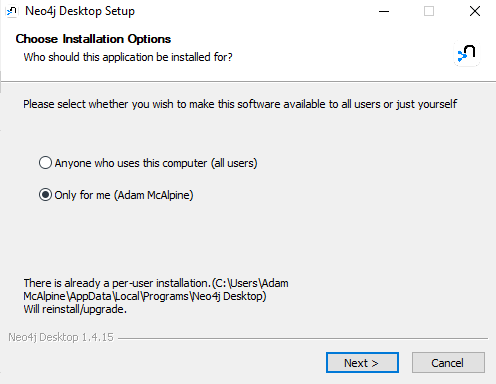 Neo4j Desktop Setup
Choose Installation Options
Who should this application be installed for?
Please select whether you wish to make this software available to all users or just yourself
Anyone who uses this computer (all users)
Only for me (Adam McAlpine)
There is already a per-user installation.(C:\Users\Adam
McAlpine\AppData\Local\Programs\Neo4j Desktop)
Will reinstall/upgrade.
Neo4j Desktop 1.4.15
Next >
Cancel